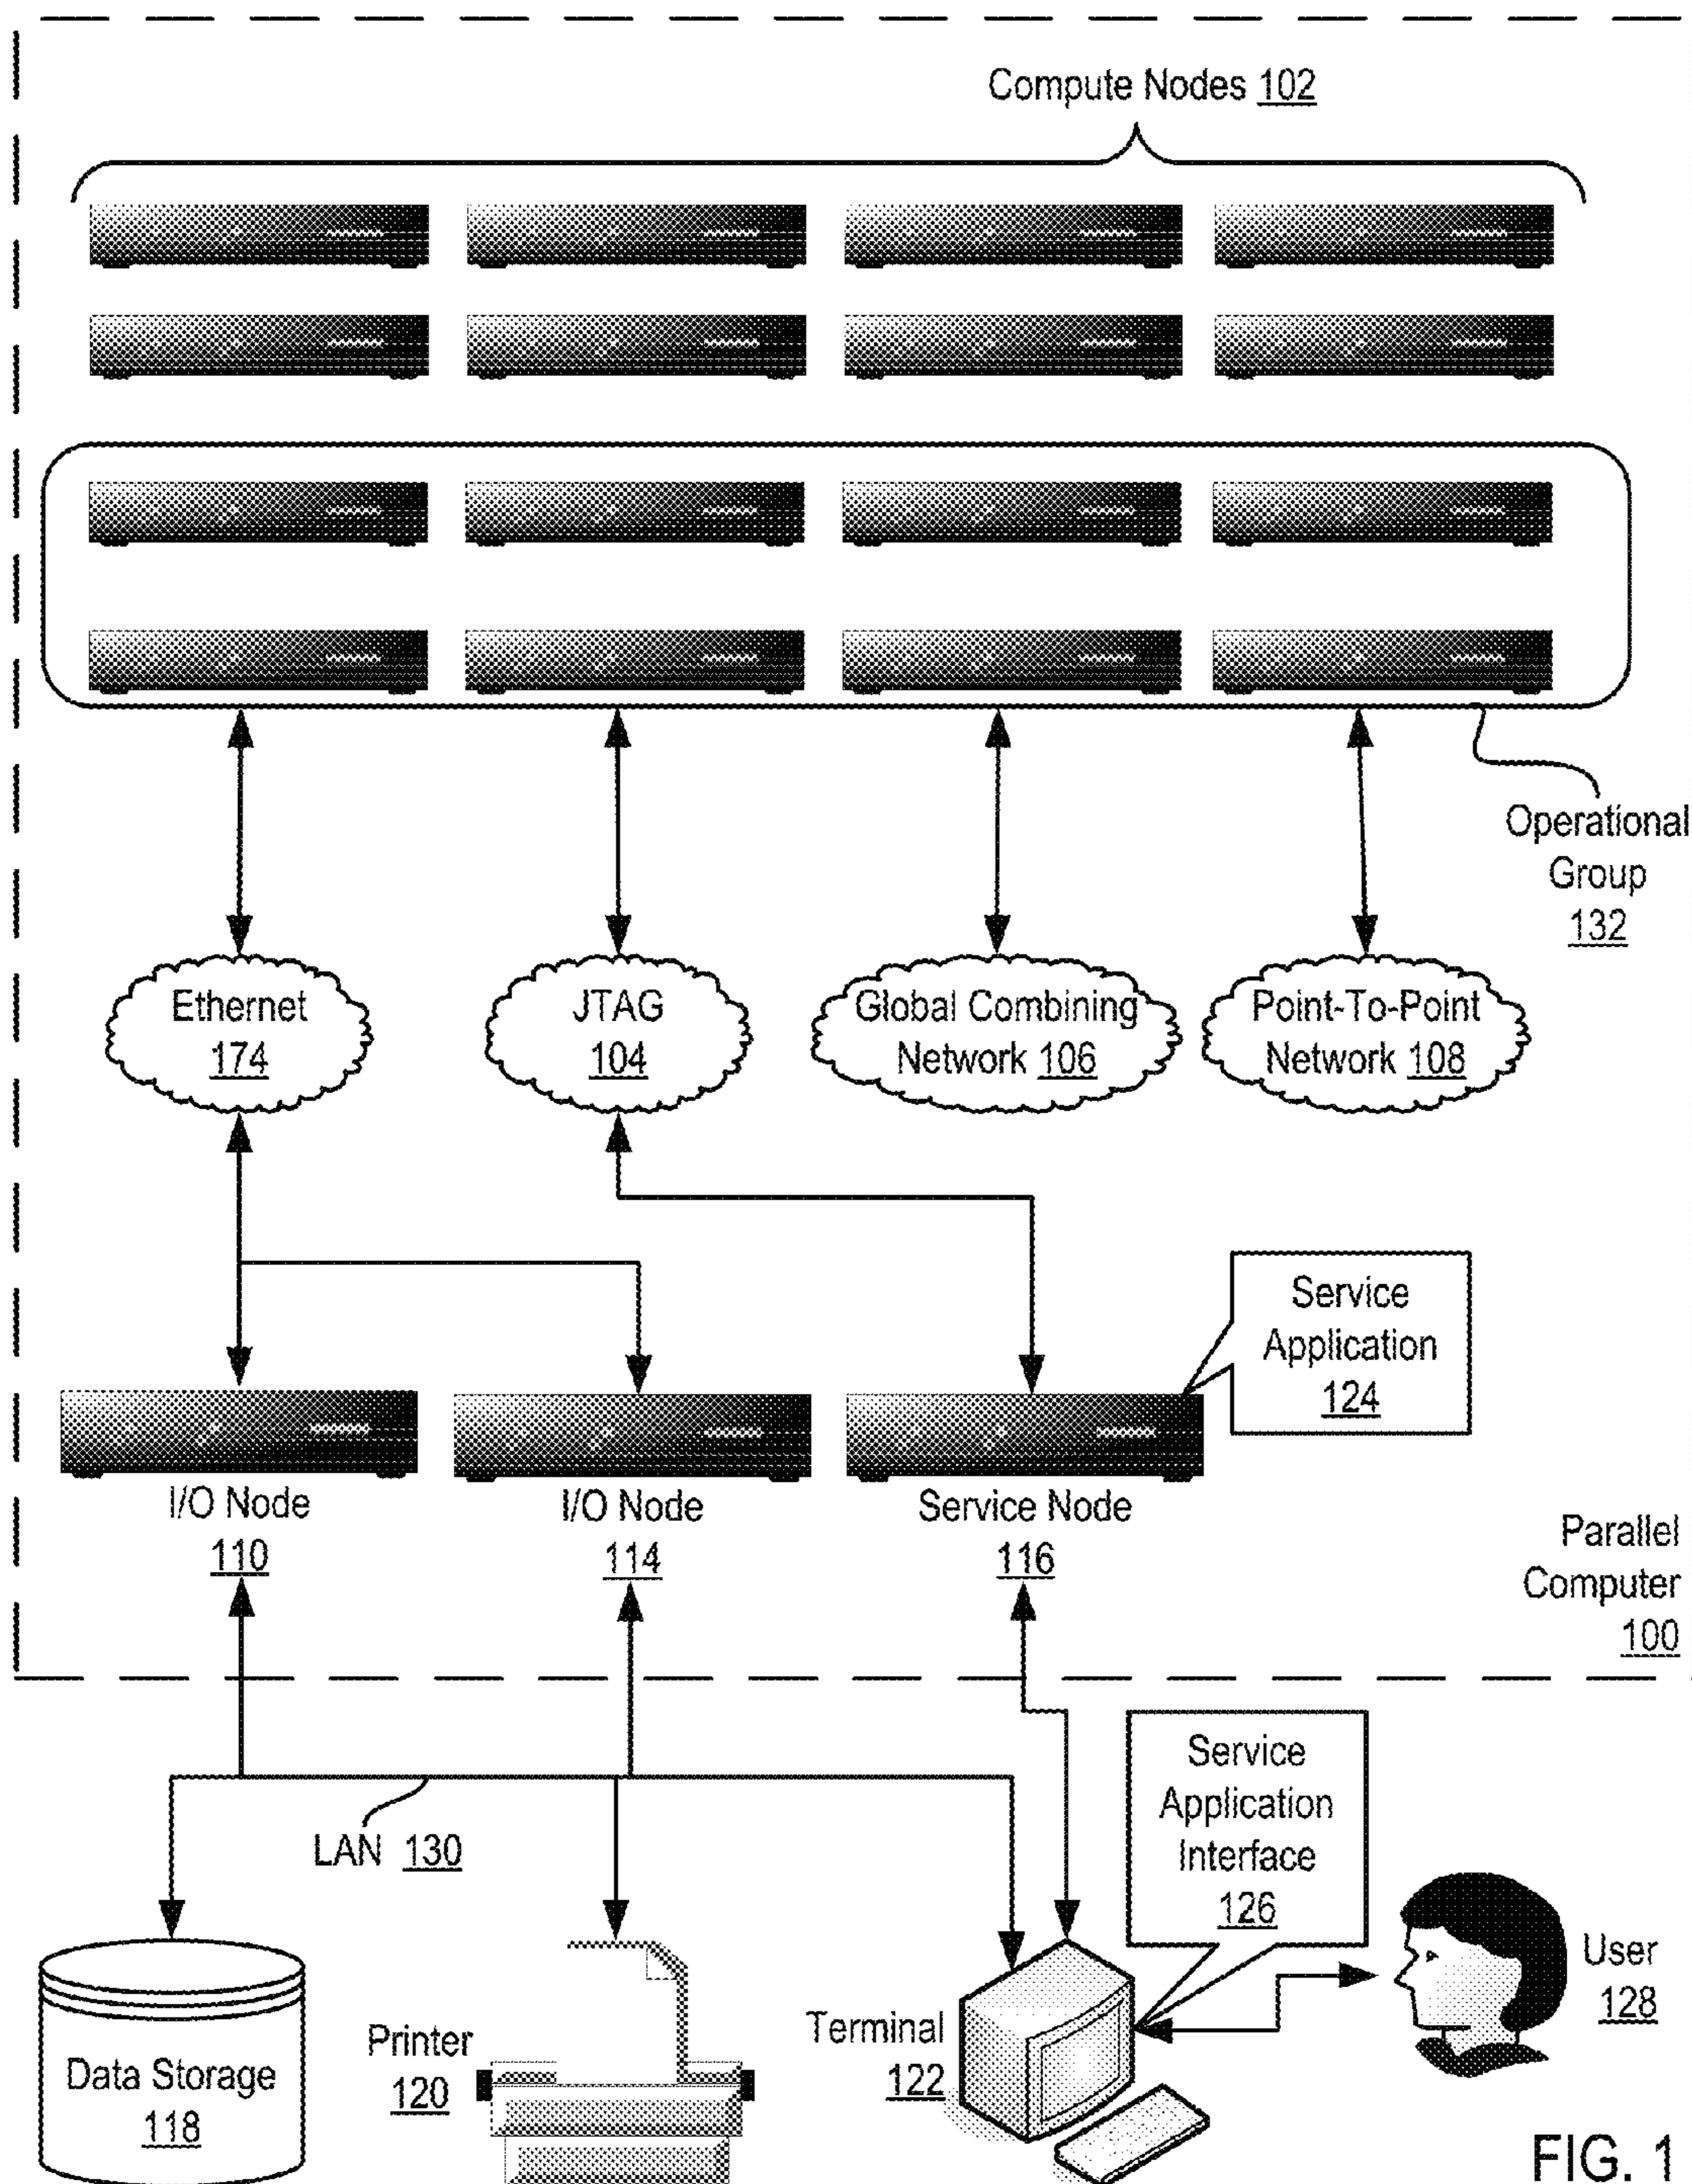 Compute Nodes 102
Operational
Group
132
Ethernet
174
JTAG
104
Global Combining
Network 106
Point-To-Point
Network 108
Service
Application
124
I/O Node
110
I/O Node
114
Service Node
116
Parallel
Computer
100
LAN 130
Service
Application
Interface
126
Data Storage
118
Printer
120
Terminal
122
User
128
FIG. 1